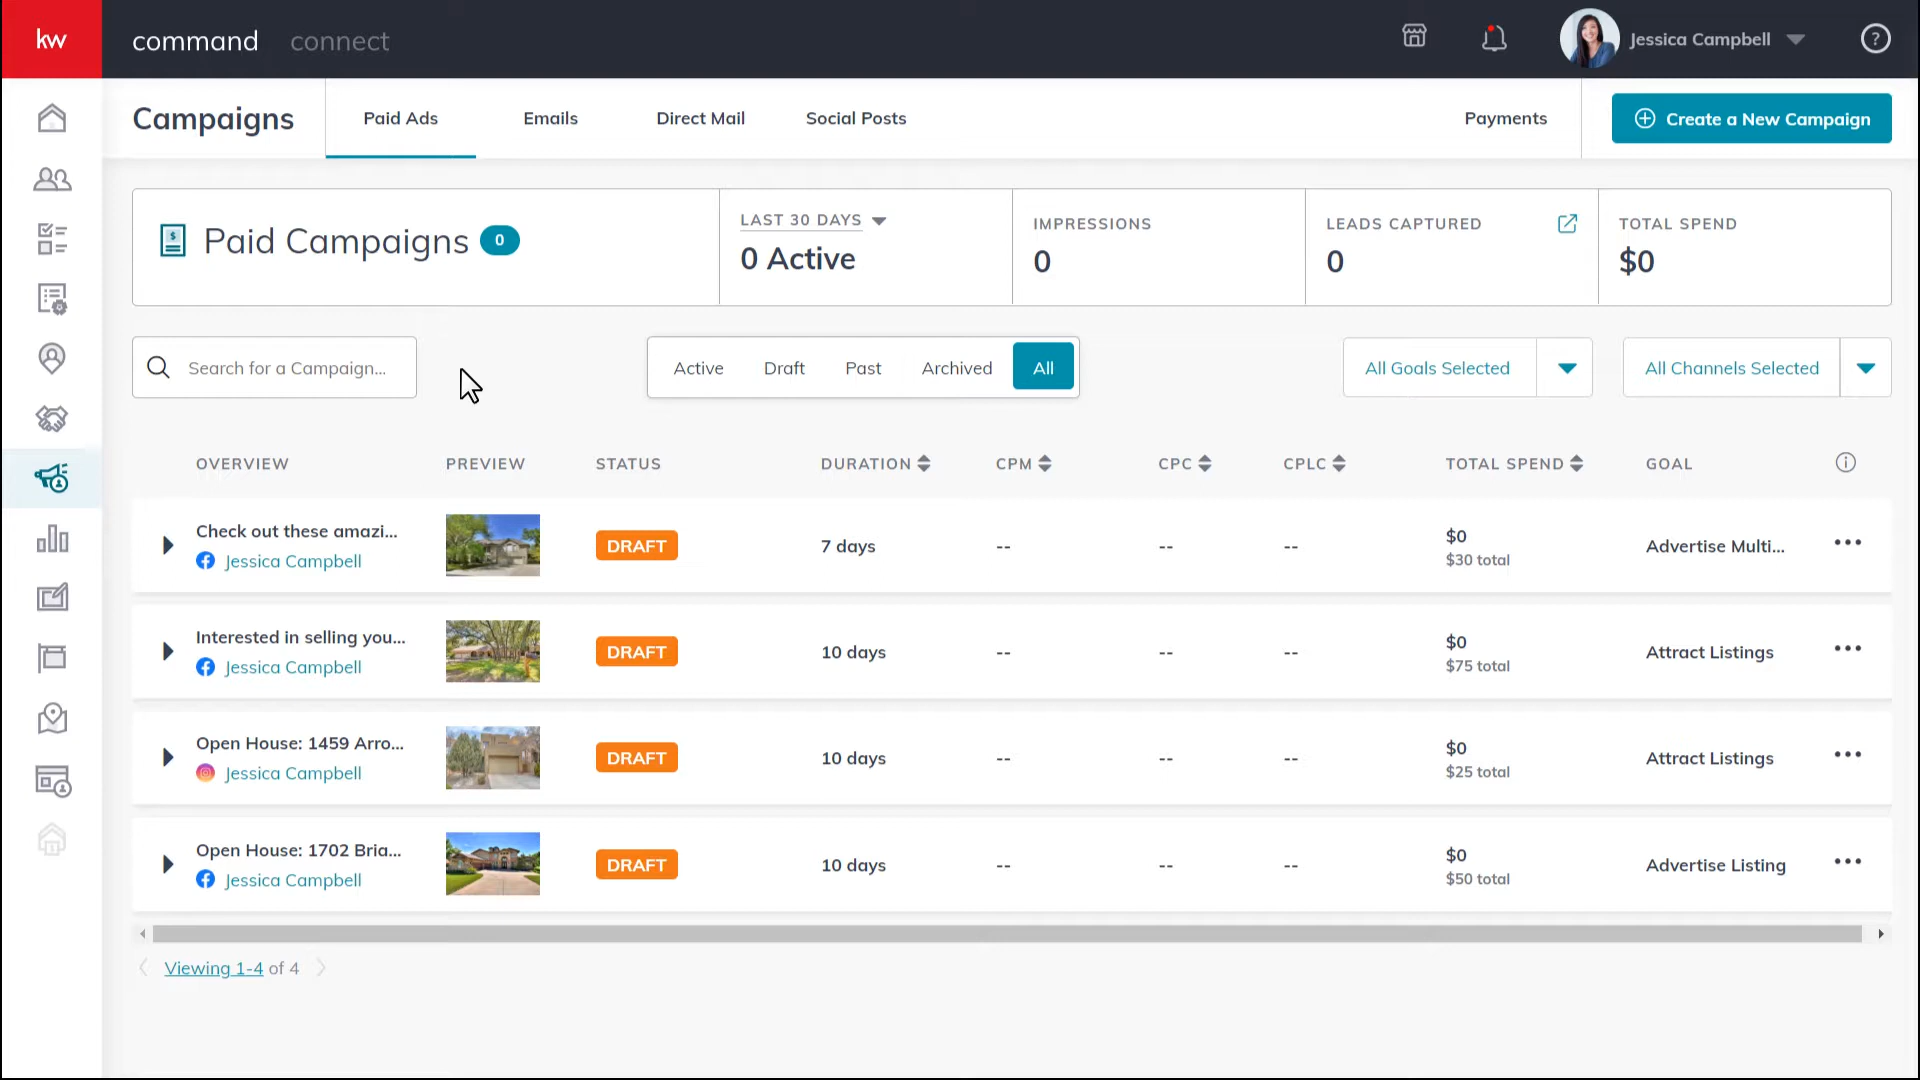 kw
command connect
Jessica Campbell
?
Campaigns
Paid Ads
Emails
Direct Mail
Social Posts
Payments
Create a New Campaign
Paid Campaigns 0
LAST 30 DAYS
0 Active
IMPRESSIONS
0
LEADS CAPTURED
0
TOTAL SPEND
$0
Search for a Campaign...
Active Draft Past Archived All
All Goals Selected
All Channels Selected
OVERVIEW PREVIEW STATUS DURATION CPM CPC CPLC TOTAL SPEND GOAL
Check out these amazi...
Jessica Campbell
DRAFT
7 days
--
--
--
$0
$30 total
Advertise Multi...
Interested in selling you...
Jessica Campbell
DRAFT
10 days
--
--
--
$0
$75 total
Attract Listings
Open House: 1459 Arro...
Jessica Campbell
DRAFT
10 days
--
--
--
$0
$25 total
Attract Listings
Open House: 1702 Bria...
Jessica Campbell
DRAFT
10 days
--
--
--
$0
$50 total
Advertise Listing
Viewing 1-4 of 4